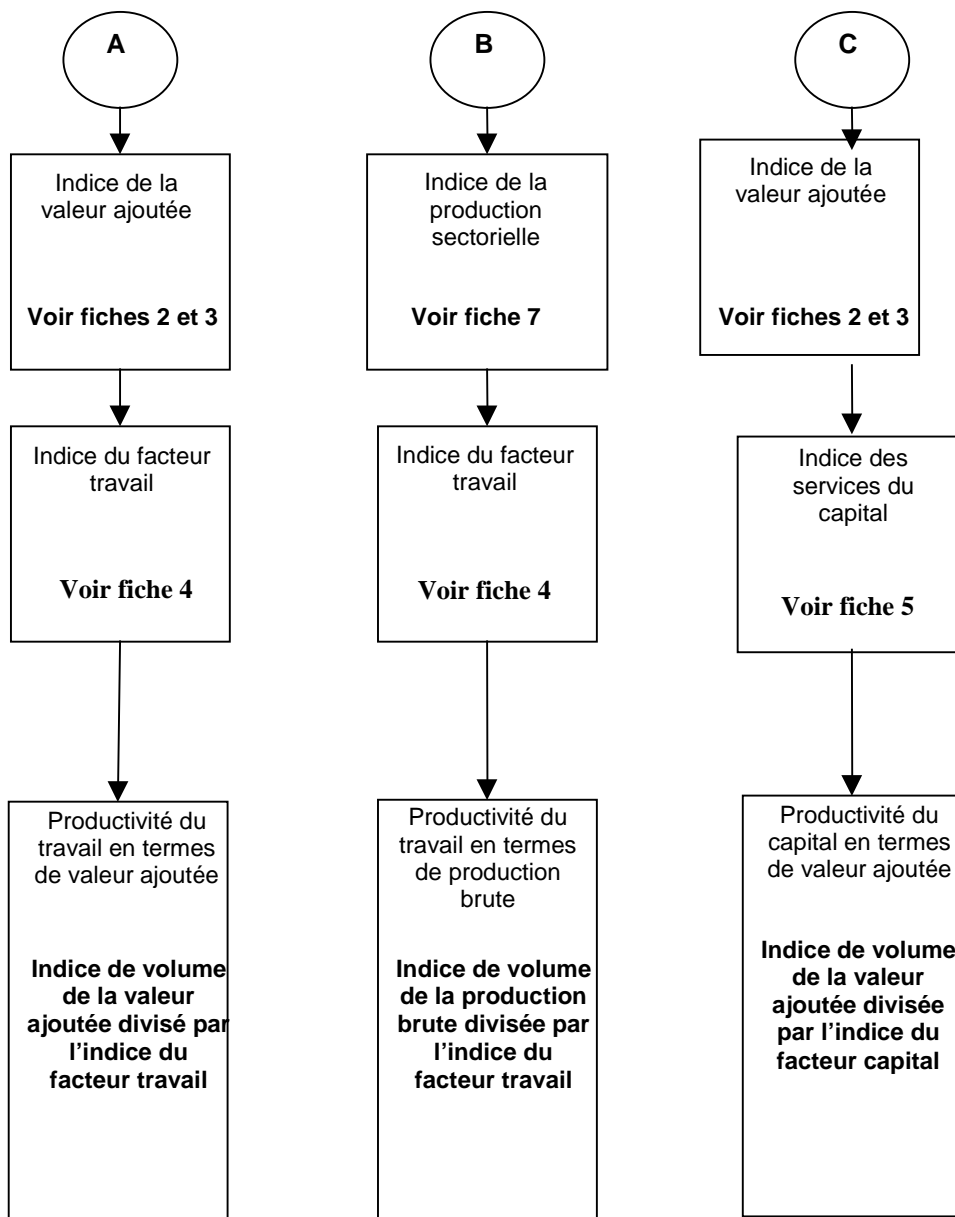 A
Indice de la
valeur ajoutée
Voir fiches 2 et 3
Indice du facteur
travail
Voir fiche 4
Productivité du
travail en termes
de valeur ajoutée
Indice de volume
de la valeur
ajoutée divisé par
l’indice du
facteur travail
B
Indice de la
production
sectorielle
Voir fiche 7
Indice du facteur
travail
Voir fiche 4
Productivité du
travail en termes
de production
brute
Indice de volume
de la production
brute divisée par
l’indice du
facteur travail
C
Indice de la
valeur ajoutée
Voir fiches 2 et 3
Indice des
services du
capital
Voir fiche 5
Productivité du
capital en termes
de valeur ajoutée
Indice de volume
de la valeur
ajoutée divisée
par l’indice du
facteur capital